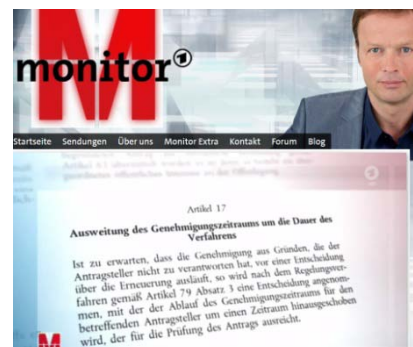 monitor®
Startseite Sendungen Über uns Monitor Extra Kontakt Forum Blog
Artikel 17
Ausweitung des Genehmigungszeitraums um die Dauer des
Verfahrens
Ist zu erwarten, dass die Genehmigung aus Gründen, die der
Antragsteller nicht zu verantworten hat, vor einer Entscheidung
über die Erneuerung ausläuft, so wird nach dem Regelungsver-
fahren gemäß Artikel 79 Absatz 3 eine Entscheidung angenom-
men, mit der der Ablauf des Genehmigungszeitraums für den
betreffenden Antragsteller um einen Zeitraum hinausgeschoben
wird, der für die Prüfung des Antrags ausreicht.